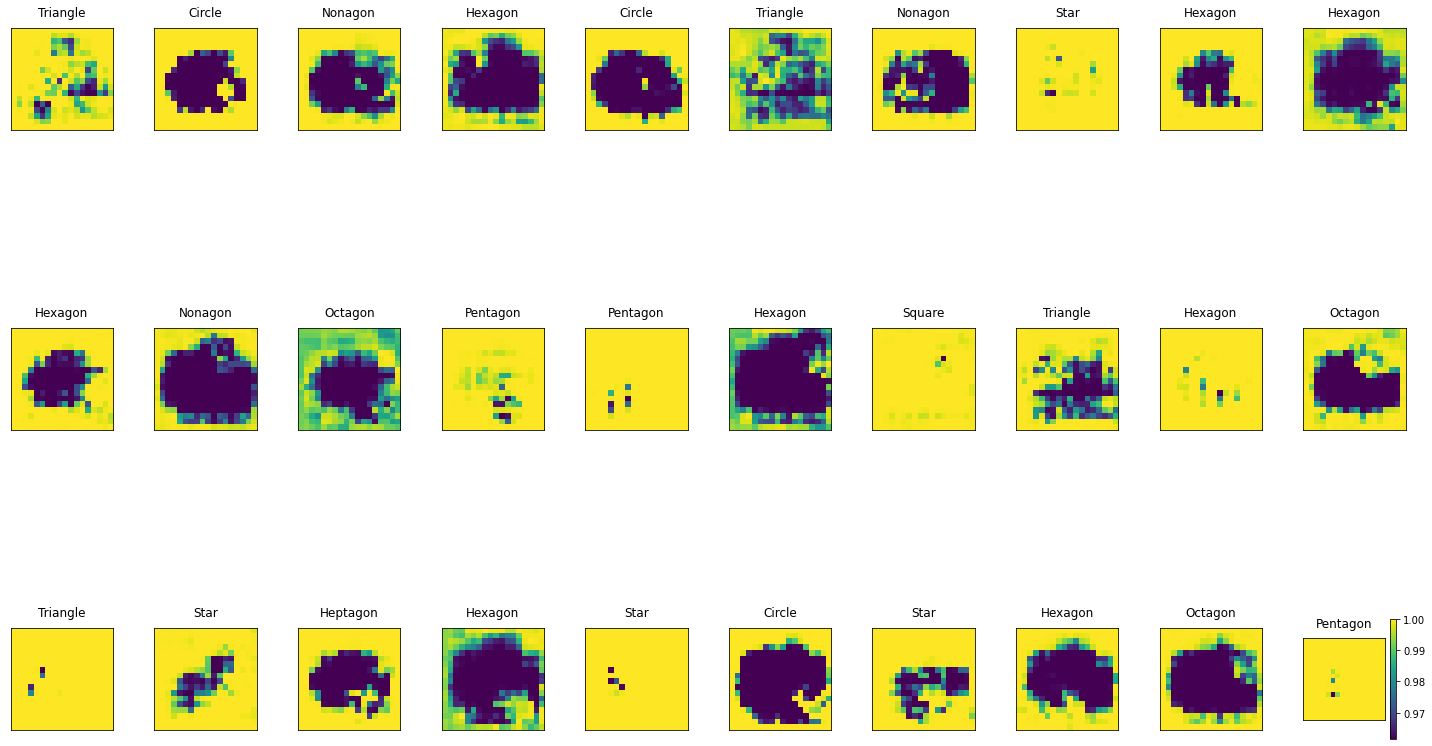 Triangle Circle Nonagon Hexagon Circle Triangle Nonagon Star Hexagon Hexagon
Hexagon Nonagon Octagon Pentagon Pentagon Hexagon Square Triangle Hexagon Octagon
Triangle Star Heptagon Hexagon Star Circle Star Hexagon Octagon Pentagon
1.00
0.99
0.98
0.97